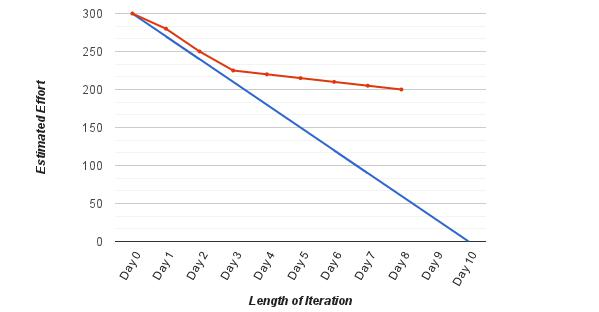 300
250
200
150
100
50
0
Estimated Effort
Day 0
Day 1
Day 2
Day 3
Day 4
Day 5
Day 6
Day 7
Day 8
Day 9
Day 10
Length of Iteration